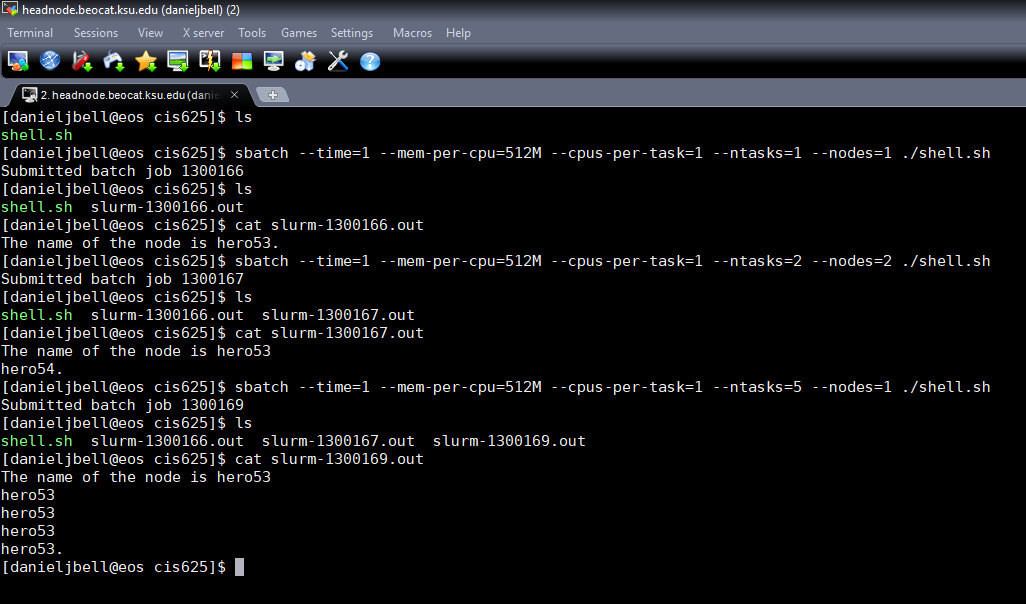 headnode.beocat.ksu.edu (danieljbell) (2)
Terminal Sessions View X server Tools Games Settings Macros Help
2. headnode.beocat.ksu.edu (danie
[danieljbell@eos cis625]$ ls
shell.sh
[danieljbell@eos cis625]$ sbatch --time=1 --mem-per-cpu=512M --cpus-per-task=1 --ntasks=1 --nodes=1 ./shell.sh
Submitted batch job 1300166
[danieljbell@eos cis625]$ ls
shell.sh  slurm-1300166.out
[danieljbell@eos cis625]$ cat slurm-1300166.out
The name of the node is hero53.
[danieljbell@eos cis625]$ sbatch --time=1 --mem-per-cpu=512M --cpus-per-task=1 --ntasks=2 --nodes=2 ./shell.sh
Submitted batch job 1300167
[danieljbell@eos cis625]$ ls
shell.sh  slurm-1300166.out  slurm-1300167.out
[danieljbell@eos cis625]$ cat slurm-1300167.out
The name of the node is hero53
hero54.
[danieljbell@eos cis625]$ sbatch --time=1 --mem-per-cpu=512M --cpus-per-task=1 --ntasks=5 --nodes=1 ./shell.sh
Submitted batch job 1300169
[danieljbell@eos cis625]$ ls
shell.sh  slurm-1300166.out  slurm-1300167.out  slurm-1300169.out
[danieljbell@eos cis625]$ cat slurm-1300169.out
The name of the node is hero53
hero53
hero53
hero53
hero53.
[danieljbell@eos cis625]$